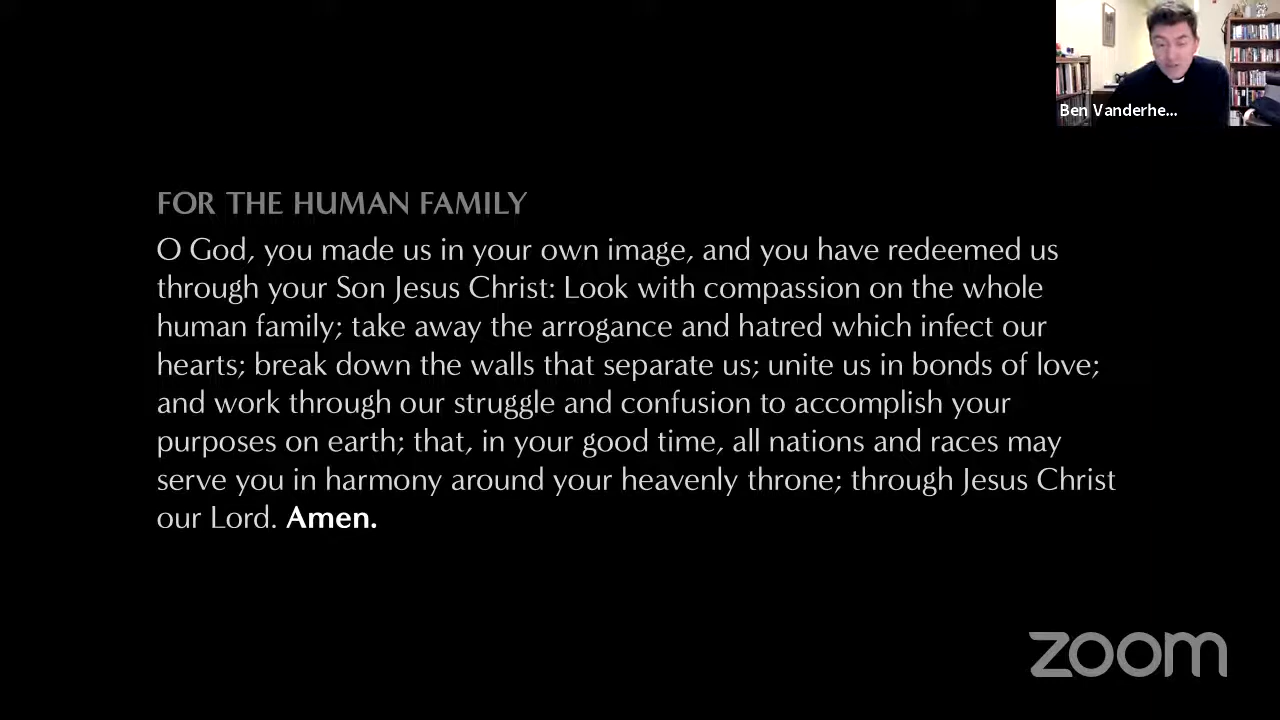 Ben Vanderhe...
FOR THE HUMAN FAMILY
O God, you made us in your own image, and you have redeemed us
through your Son Jesus Christ: Look with compassion on the whole
human family; take away the arrogance and hatred which infect our
hearts; break down the walls that separate us; unite us in bonds of love;
and work through our struggle and confusion to accomplish your
purposes on earth; that, in your good time, all nations and races may
serve you in harmony around your heavenly throne; through Jesus Christ
our Lord. Amen.
zoom